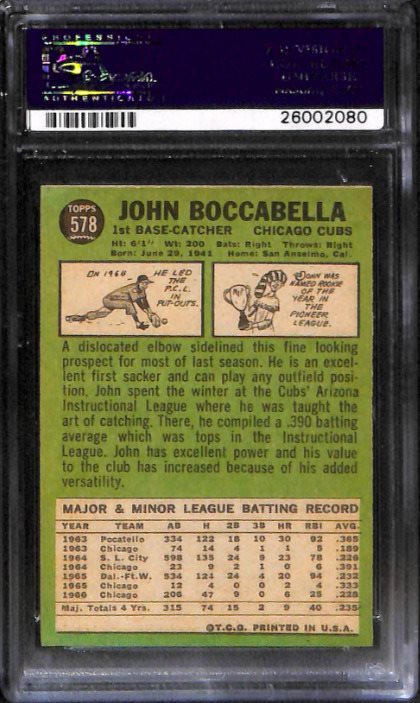 PROFESSIONAL
AUTHENTICATOR
26002080
TOPPS
578
JOHN BOCCABELLA
1st BASE-CATCHER CHICAGO CUBS
Ht: 6'1" Wt: 200 Bats: Right Throws: Right
Born: June 29, 1941 Home: San Anselmo, Cal.
IN 1964
HE LED
THE
P.C.L.
IN
PUT-OUTS.
JOHN WAS
NAMED ROOKIE
OF THE
YEAR IN
THE
PIONEER
LEAGUE.
A dislocated elbow sidelined this fine looking
prospect for most of last season. He is an excel-
lent first sacker and can play any outfield posi-
tion. John spent the winter at the Cubs' Arizona
Instructional League where he was taught the
art of catching. There, he compiled a .390 batting
average which was tops in the Instructional
League. John has excellent power and his value
to the club has increased because of his added
versatility.
MAJOR & MINOR LEAGUE BATTING RECORD
YEAR TEAM AB H 2B 3B HR RBI AVG.
1963 Pocatello 334 122 18 10 30 92 .365
1963 Chicago 74 14 1 1 1 5 .189
1964 S. L. City 538 124 9 9 23 78 .226
1964 Chicago 23 9 2 1 0 6 .391
1965 Dal.-Ft.W. 534 124 24 4 20 94 .232
1965 Chicago 12 4 0 0 2 4 .333
1966 Chicago 206 47 9 0 6 25 .228
Maj. Totals 4 Yrs. 315 74 15 2 9 40 .235
©T.C.G. PRINTED IN U.S.A.